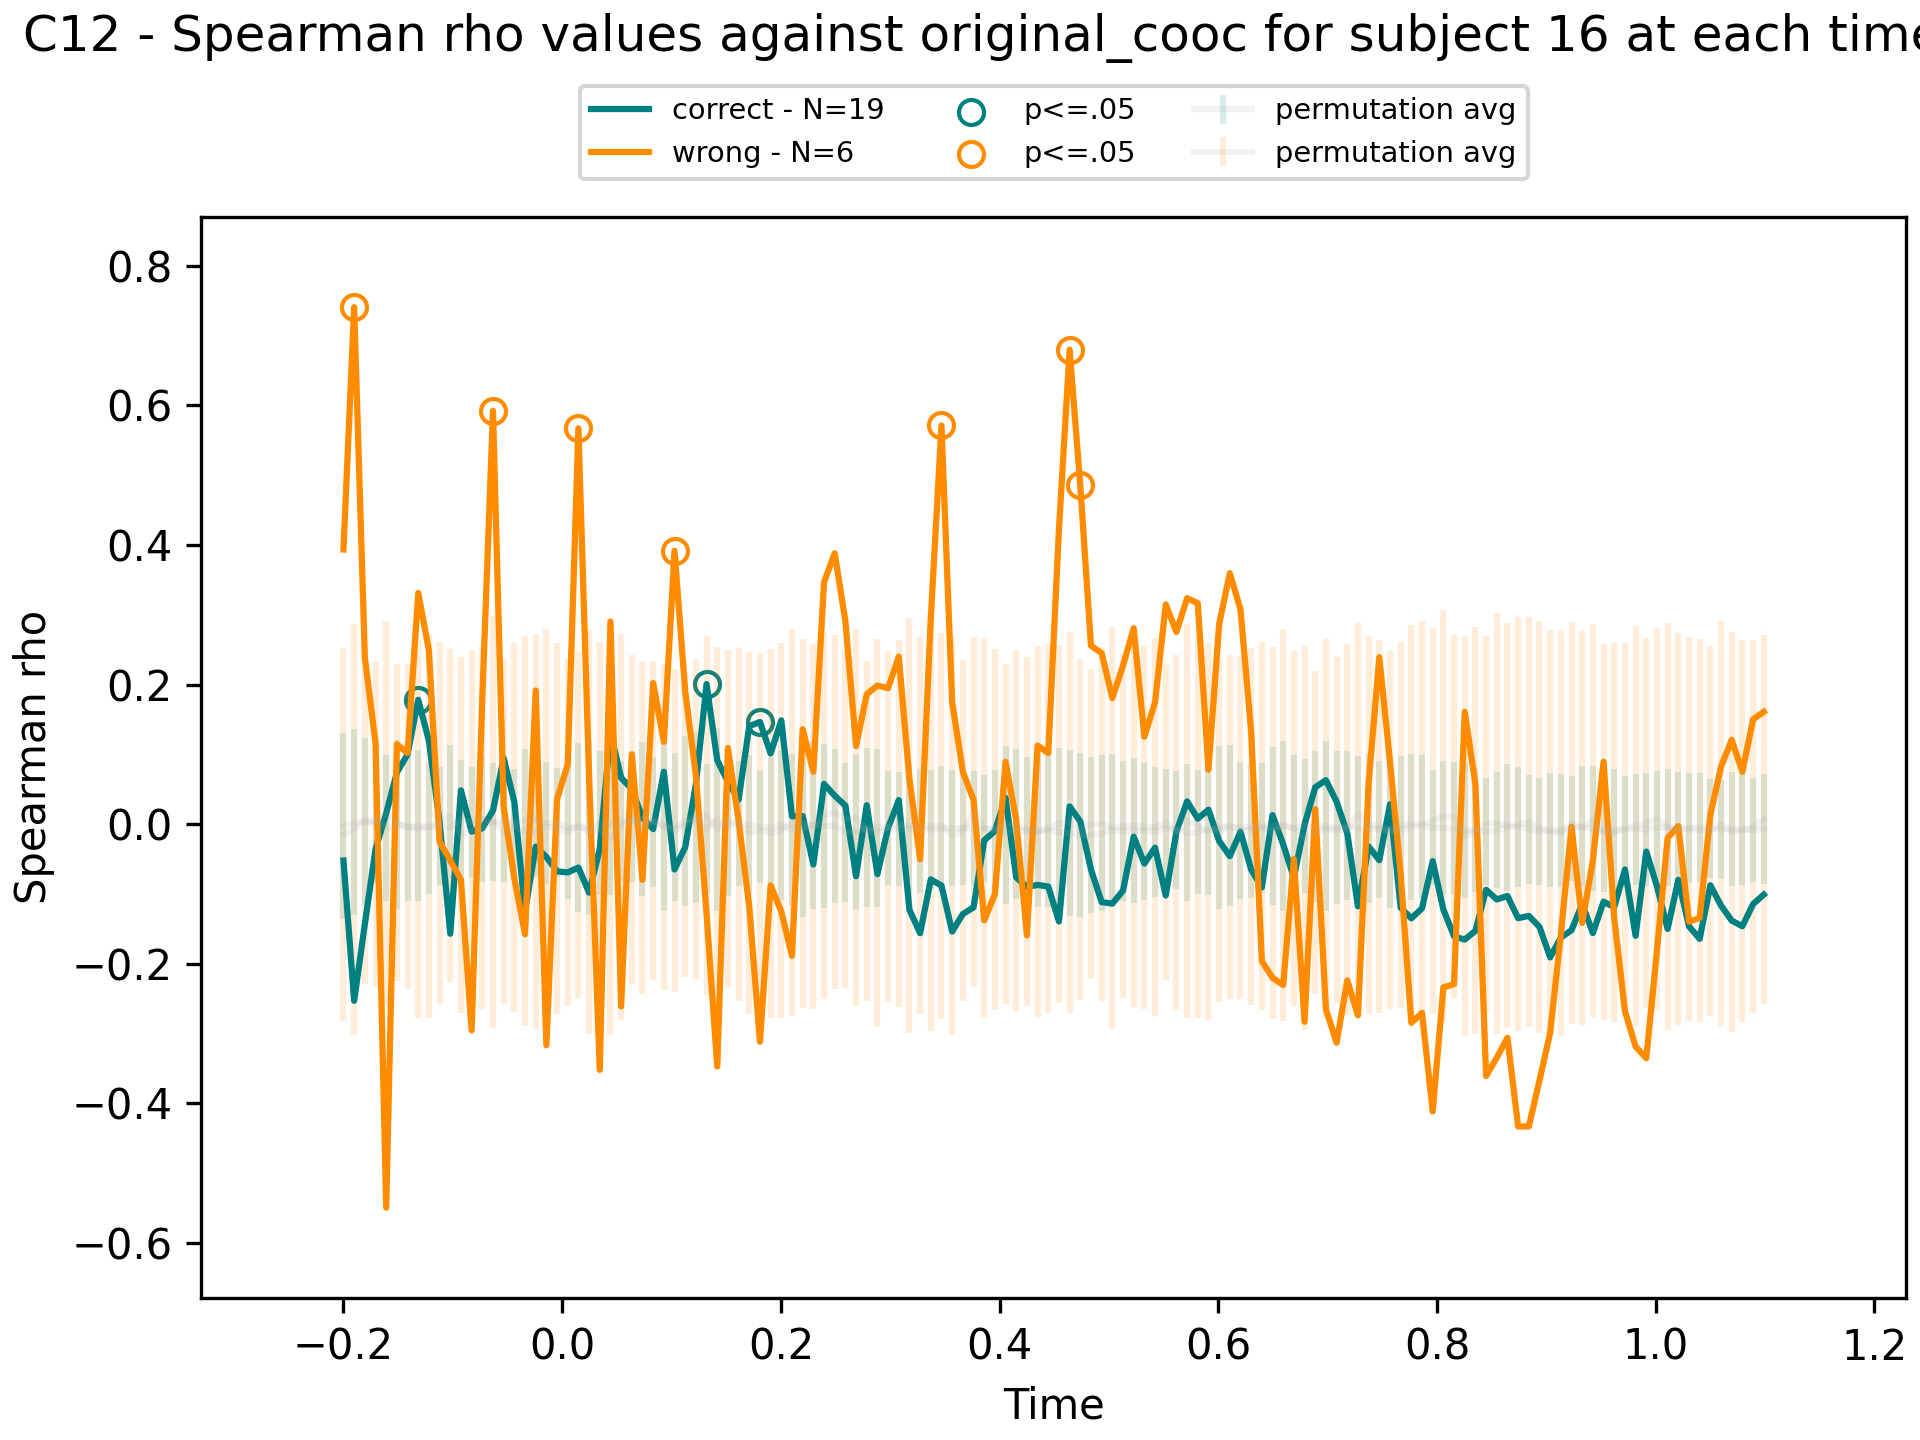 C12 - Spearman rho values against original_cooc for subject 16 at each time
correct - N=19 p<=.05 permutation avg
wrong - N=6 p<=.05 permutation avg
0.8
0.6
0.4
0.2
0.0
−0.2
−0.4
−0.6
Spearman rho
−0.2 0.0 0.2 0.4 0.6 0.8 1.0 1.2
Time